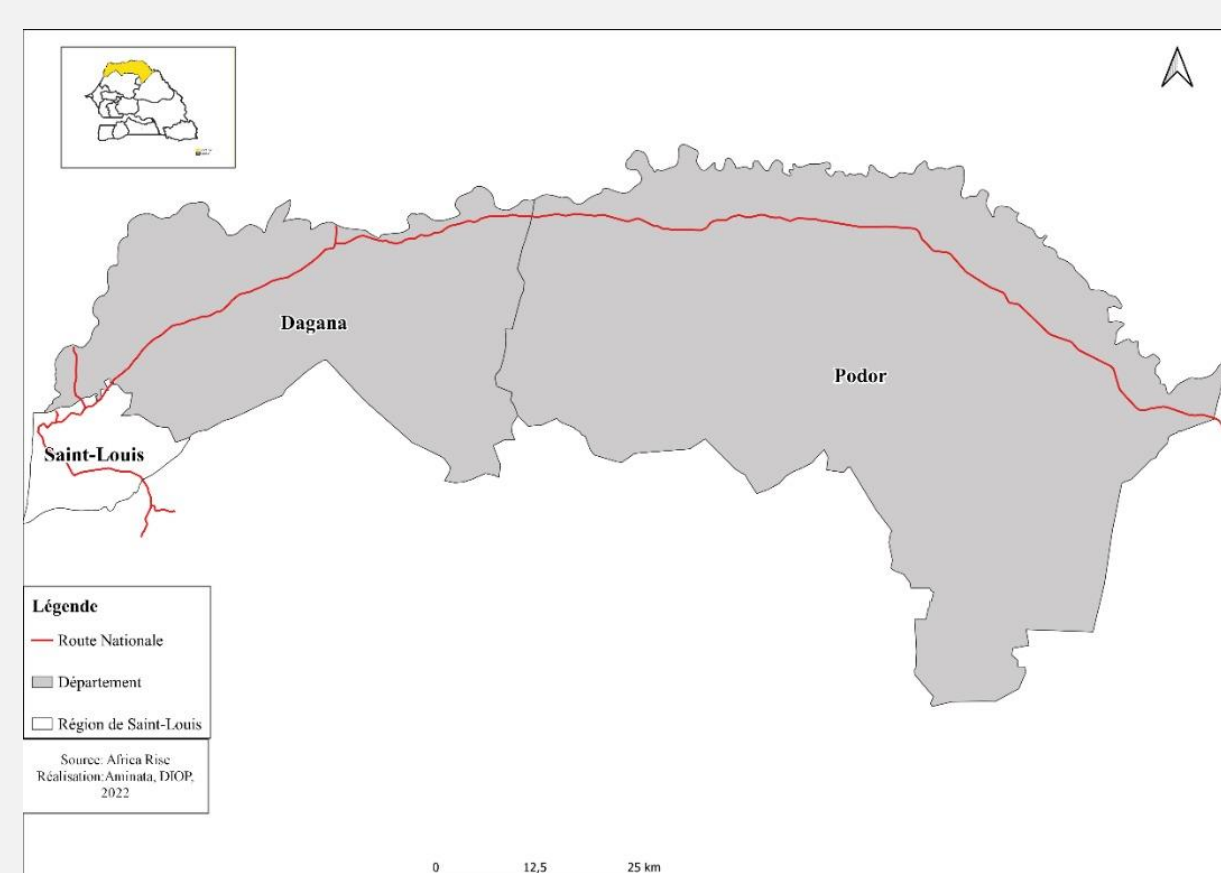 Dagana
Podor
Saint-Louis
Légende
Route Nationale
Département
Région de Saint-Louis
Source: Africa Rise
Réalisation:Aminata, DIOP,
2022
0 12,5 25 km